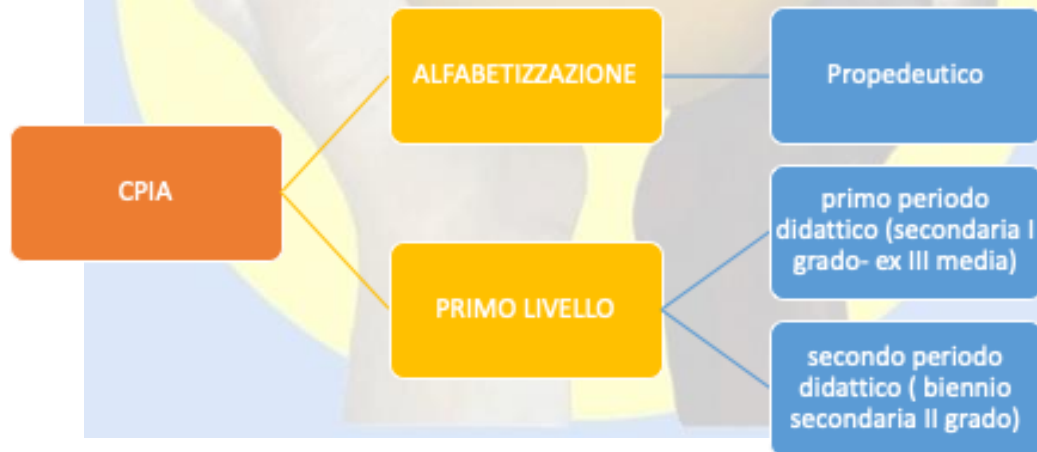 CPIA
ALFABETIZZAZIONE
Propedeutico
PRIMO LIVELLO
primo periodo
didattico (secondaria I
grado- ex III media)
secondo periodo
didattico ( biennio
secondaria II grado)